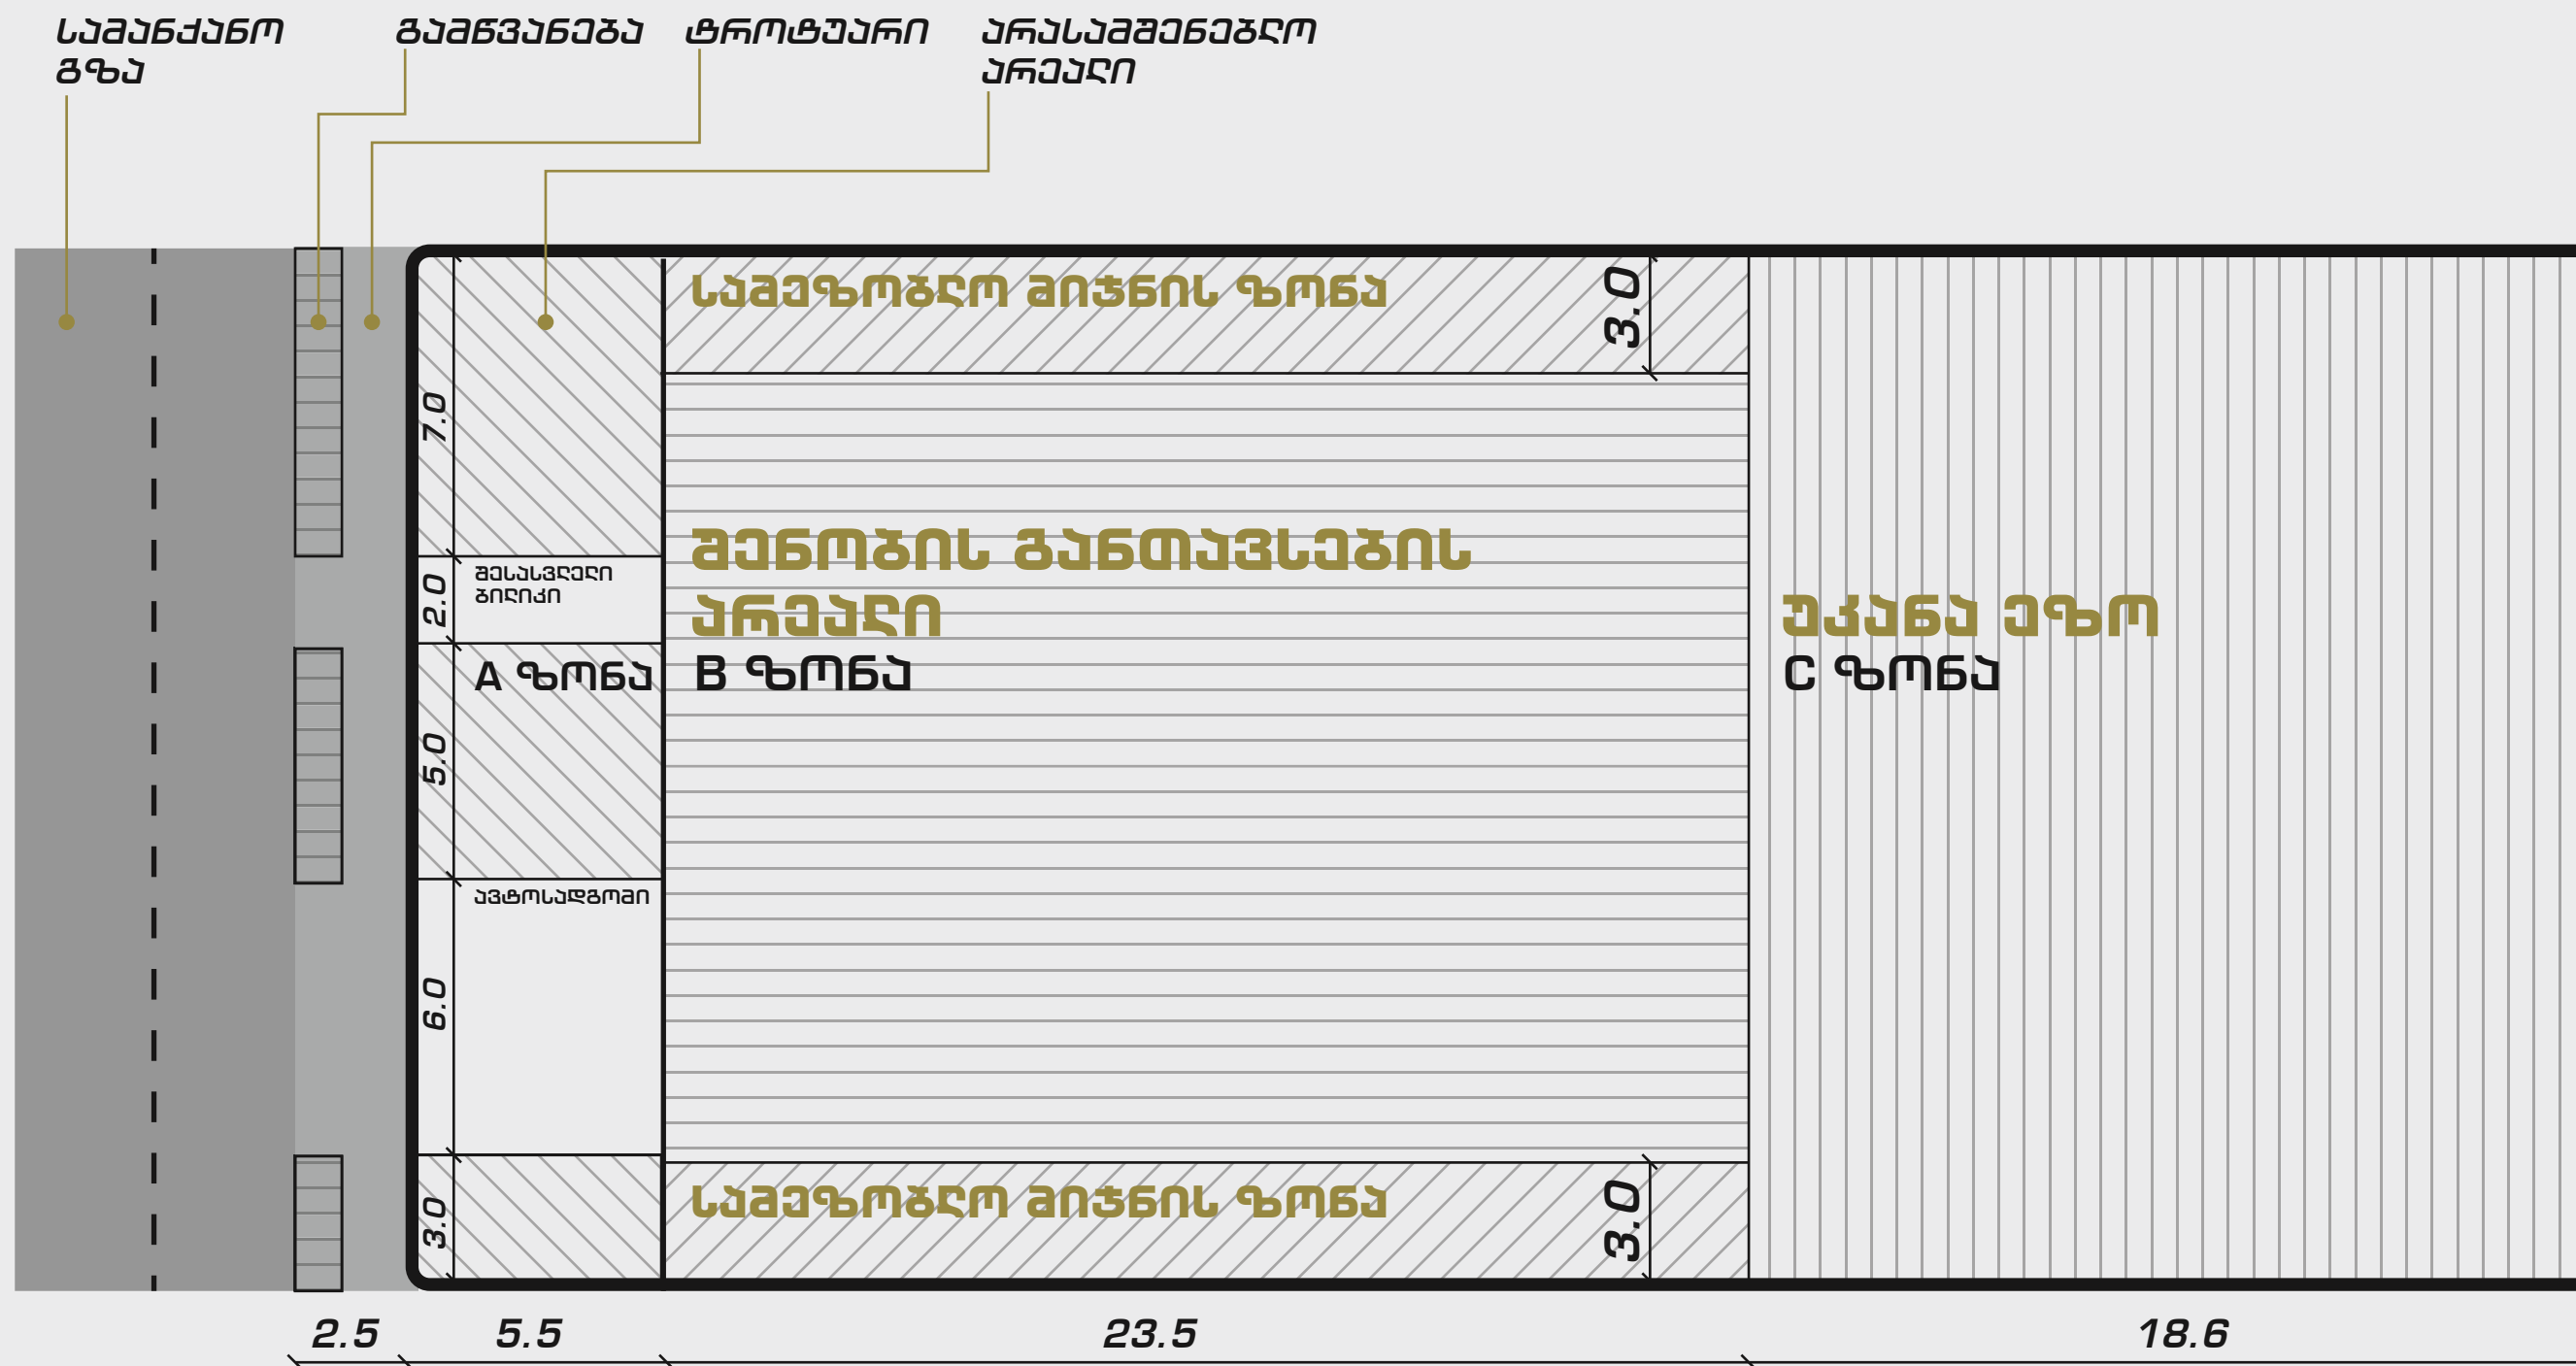 სამანქანო
გზა
გამწვანება
ტროტუარი
არასამშენებლო
არეალი
სამეზობლო მიჯნის ზონა
3.0
7.0
შენობის განთავსების
არეალი
B ზონა
2.0
შესასვლელი
ბილიკი
A ზონა
უკანა ეზო
C ზონა
5.0
ავტოსადგომი
6.0
სამეზობლო მიჯნის ზონა
3.0
3.0
2.5
5.5
23.5
18.6